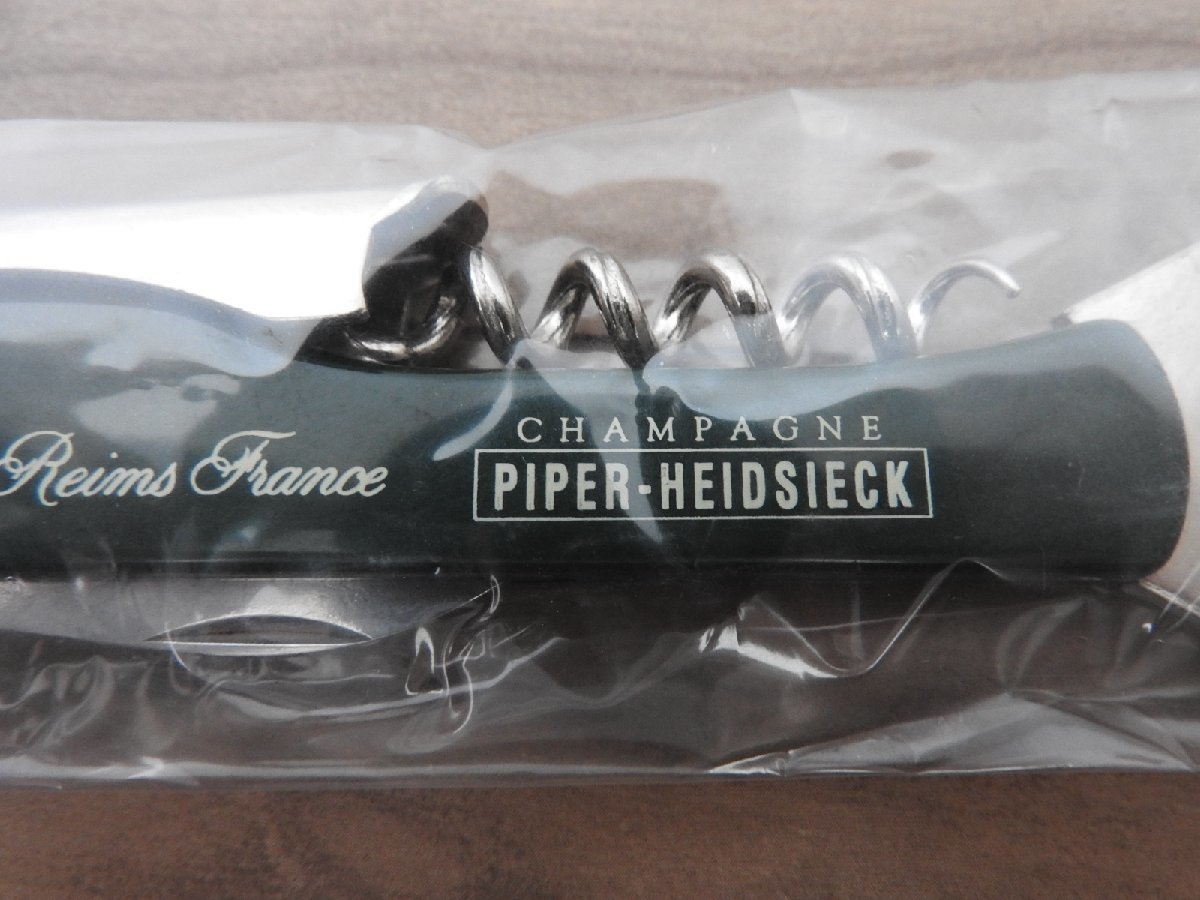 Reims France
CHAMPAGNE
PIPER-HEIDSIECK